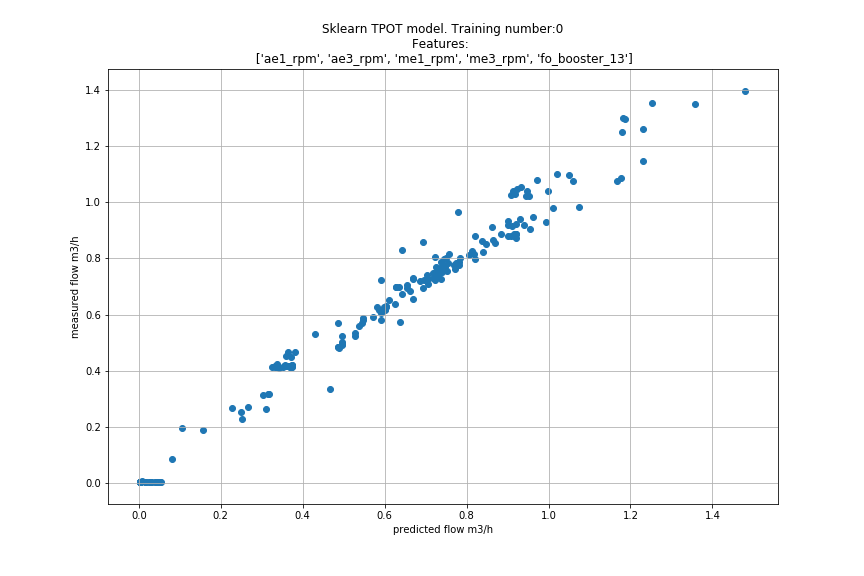 Sklearn TPOT model. Training number:0
Features:
['ae1_rpm', 'ae3_rpm', 'me1_rpm', 'me3_rpm', 'fo_booster_13']
measured flow m3/h
1.4
1.2
1.0
0.8
0.6
0.4
0.2
0.0
0.0 0.2 0.4 0.6 0.8 1.0 1.2 1.4
predicted flow m3/h